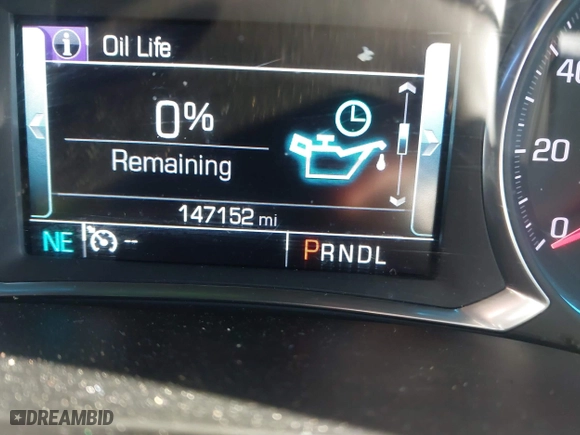 i Oil Life
0%
Remaining
147152 mi
NE -- PRNDL
40
20
0
DREAMBID